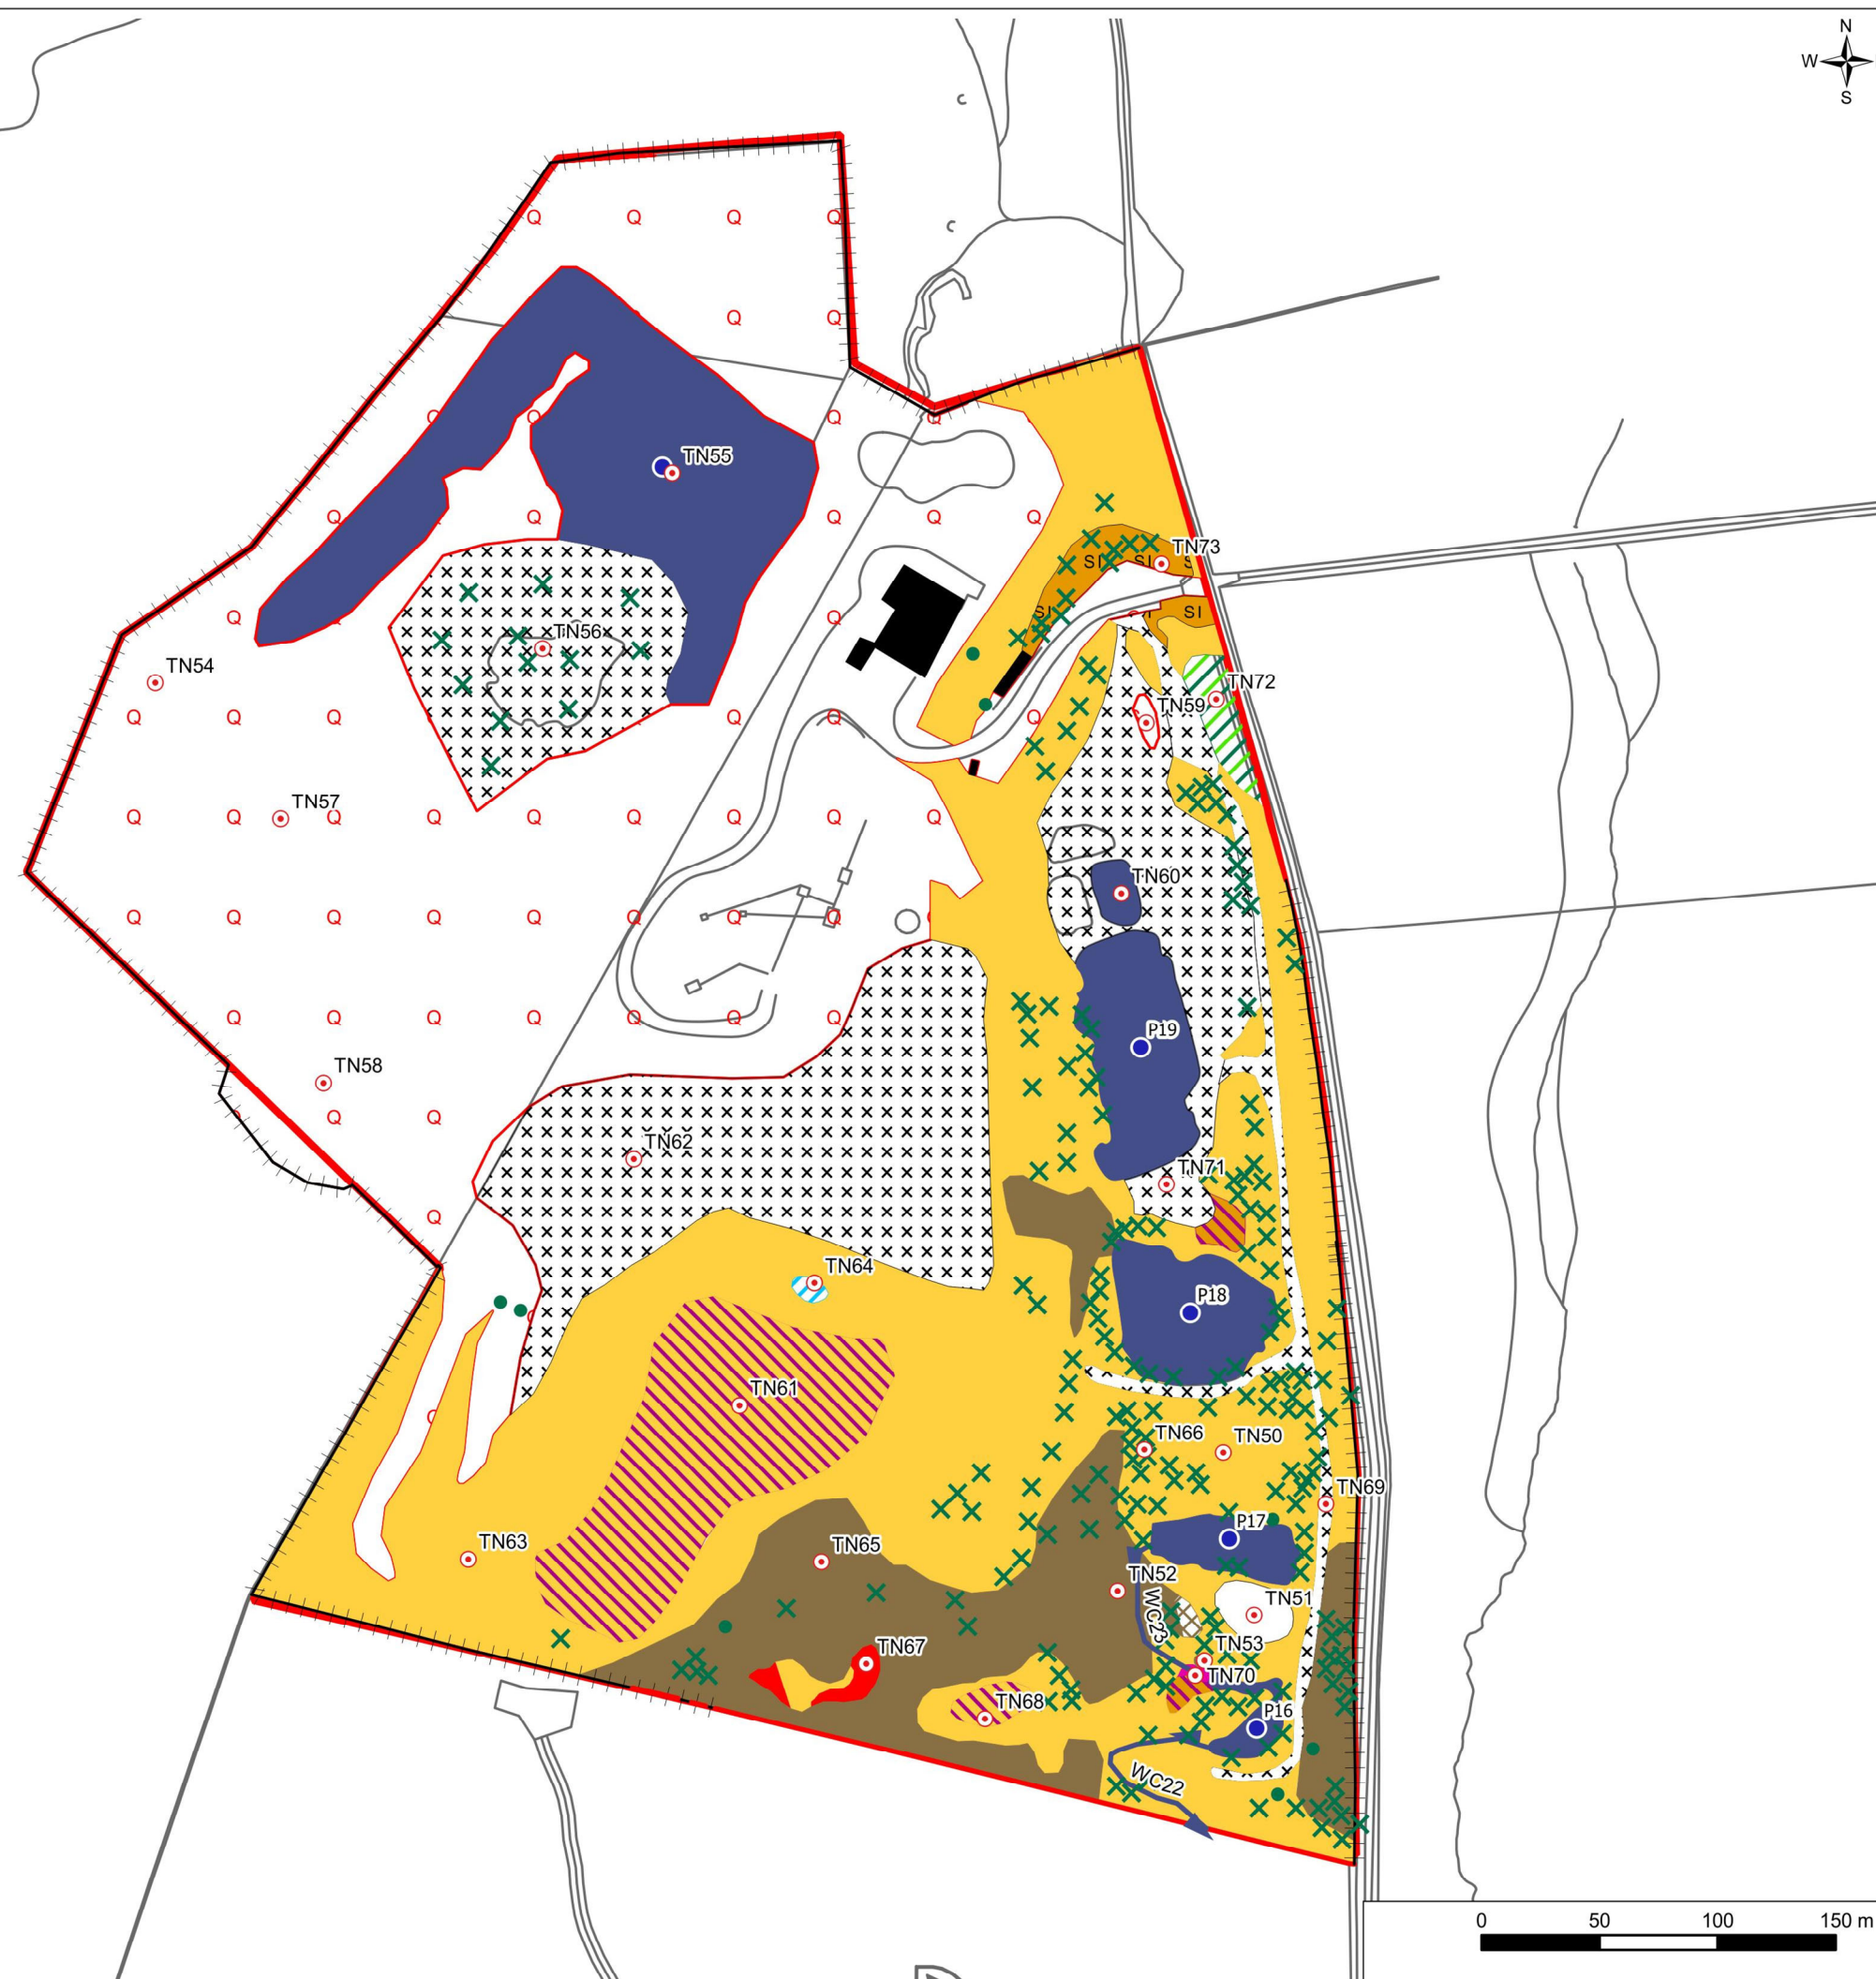 N
W
S
Q Q Q Q
Q Q
Q Q Q Q
TN55
Q Q Q Q Q
TN73
SI SI S
Q Q
SI SI
TN56
TN54
TN72
Q Q Q Q Q Q
TN59
TN57
Q Q Q Q Q Q Q Q Q
TN60
Q Q Q Q Q Q Q Q
Q Q Q Q Q Q Q
P19
TN58
Q Q
TN62
TN71
Q
TN64
P18
TN61
TN66
TN50
TN69
P17
TN63
TN65
TN52
WC23
TN51
TN53
TN67
TN70
TN68
P16
WC22
0 50 100 150 m